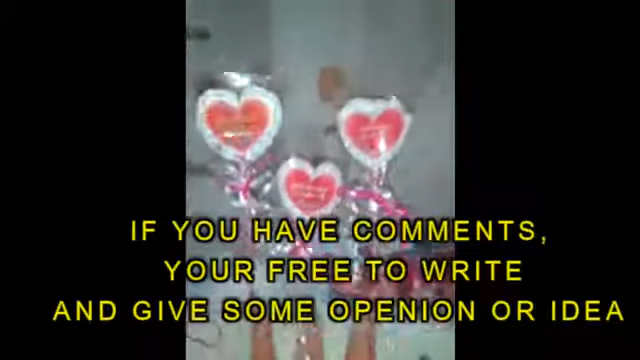 IF YOU HAVE COMMENTS,
YOUR FREE TO WRITE
AND GIVE SOME OPENION OR IDEA